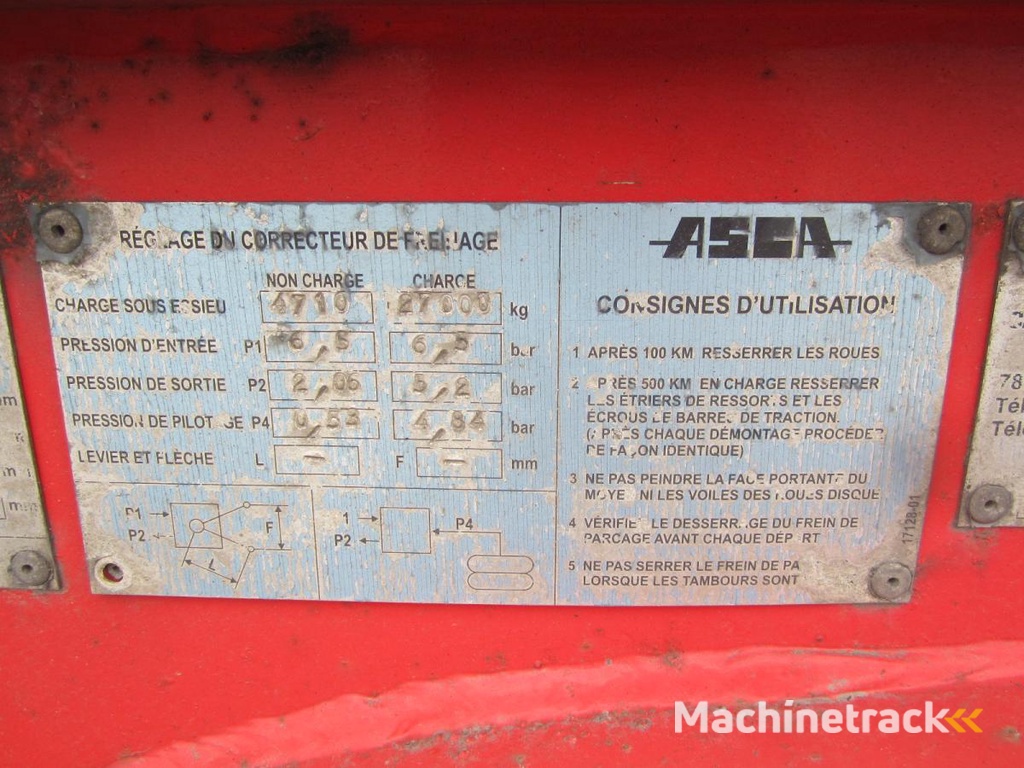 RÉGLAGE DU CORRECTEUR DE FREINAGE
NON CHARGE CHARGE
CHARGE SOUS ESSIEU 4710 27000 kg
PRESSION D'ENTRÉE P1 6,5 6,5 bar
PRESSION DE SORTIE P2 2,06 5,2 bar
PRESSION DE PILOTAGE P4 0,53 4,84 bar
LEVIER ET FLÈCHE L - F - mm
P1
P2
F
L
1
P2
P4
ASCA
CONSIGNES D'UTILISATION
1 APRÈS 100 KM RESSERRER LES ROUES
2 APRÈS 500 KM EN CHARGE RESSERRER
LES ÉTRIERS DE RESSORTS ET LES
ÉCROUS DE BARRES DE TRACTION.
(APRÈS CHAQUE DÉMONTAGE PROCÉDER
DE FAÇON IDENTIQUE)
3 NE PAS PEINDRE LA FACE PORTANTE DU
MOYEU NI LES VOILES DES ROUES DISQUE
4 VÉRIFIER LE DESSERRAGE DU FREIN DE
PARCAGE AVANT CHAQUE DÉPART
5 NE PAS SERRER LE FREIN DE PA
LORSQUE LES TAMBOURS SONT
17128-01
78
Tél
Tél
Machinetrack